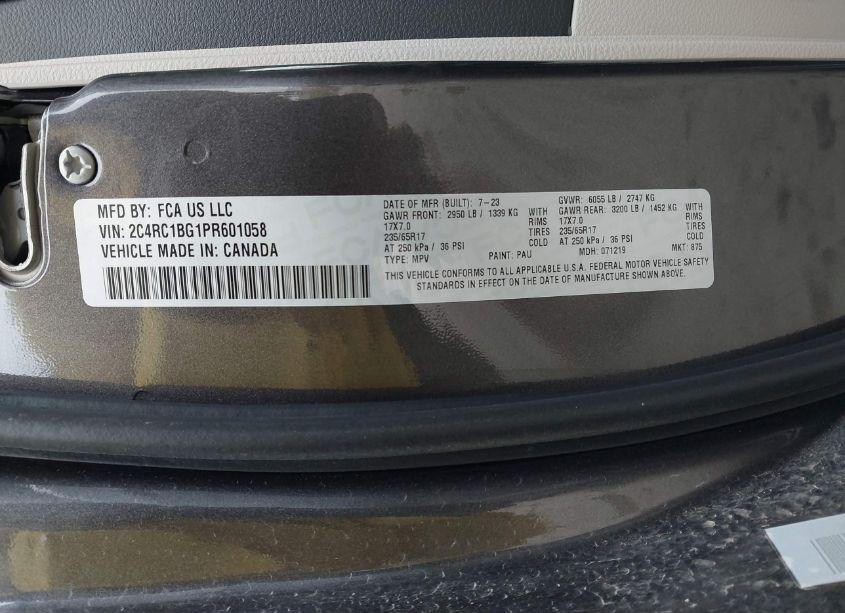 MFD BY: FCA US LLC
VIN: 2C4RC1BG1PR601058
VEHICLE MADE IN: CANADA
DATE OF MFR (BUILT): 7-23
GAWR FRONT: 2950 LB / 1339 KG WITH
17X7.0 RIMS
235/65R17 TIRES
AT 250 kPa / 36 PSI COLD
TYPE: MPV PAINT: PAU
GVWR: 6055 LB / 2747 KG
GAWR REAR: 3200 LB / 1452 KG WITH
17X7.0 RIMS
235/65R17 TIRES
AT 250 kPa / 36 PSI COLD
MDH: 071219 MKT: 875
THIS VEHICLE CONFORMS TO ALL APPLICABLE U.S.A. FEDERAL MOTOR VEHICLE SAFETY
STANDARDS IN EFFECT ON THE DATE OF MANUFACTURE SHOWN ABOVE.